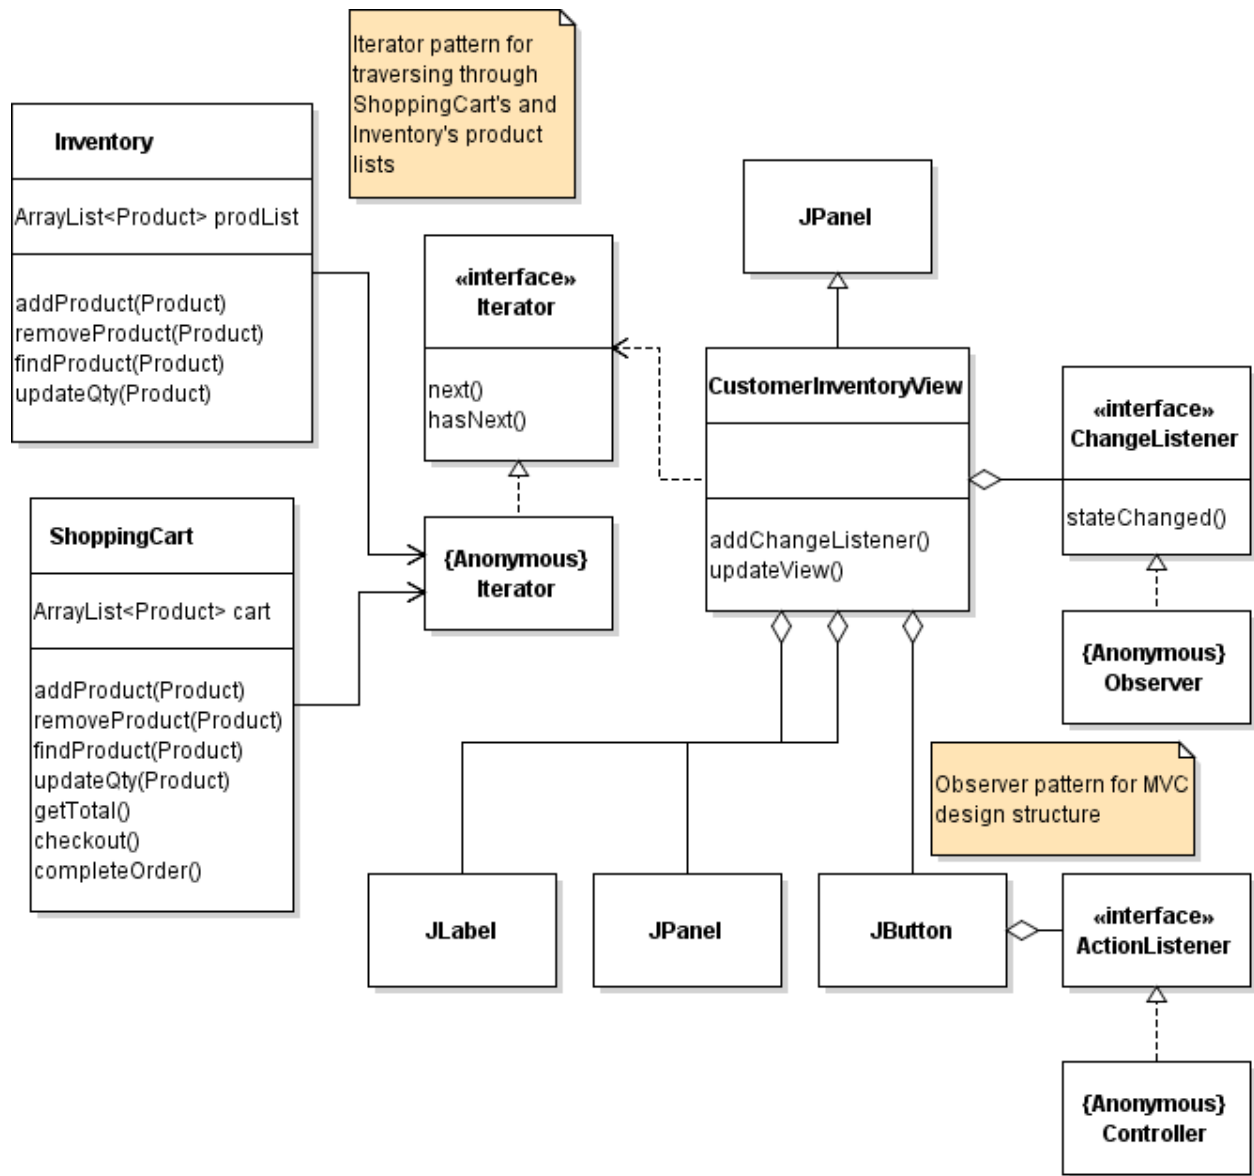 Iterator pattern for
traversing through
ShoppingCart's and
Inventory's product
lists
Inventory
ArrayList<Product> prodList
addProduct(Product)
removeProduct(Product)
findProduct(Product)
updateQty(Product)
JPanel
«interface»
Iterator
next()
hasNext()
CustomerInventoryView
addChangeListener()
updateView()
«interface»
ChangeListener
stateChanged()
ShoppingCart
ArrayList<Product> cart
addProduct(Product)
removeProduct(Product)
findProduct(Product)
updateQty(Product)
getTotal()
checkout()
completeOrder()
{Anonymous}
Iterator
{Anonymous}
Observer
Observer pattern for MVC
design structure
JLabel
JPanel
JButton
«interface»
ActionListener
{Anonymous}
Controller